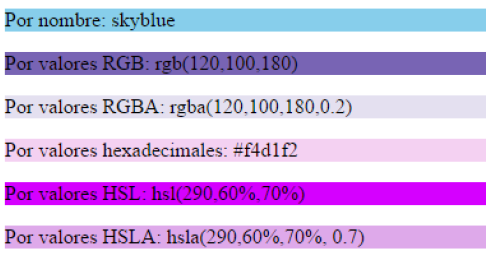 Por nombre: skyblue
Por valores RGB: rgb(120,100,180)
Por valores RGBA: rgba(120,100,180,0.2)
Por valores hexadecimales: #f4d1f2
Por valores HSL: hsl(290,60%,70%)
Por valores HSLA: hsla(290,60%,70%, 0.7)